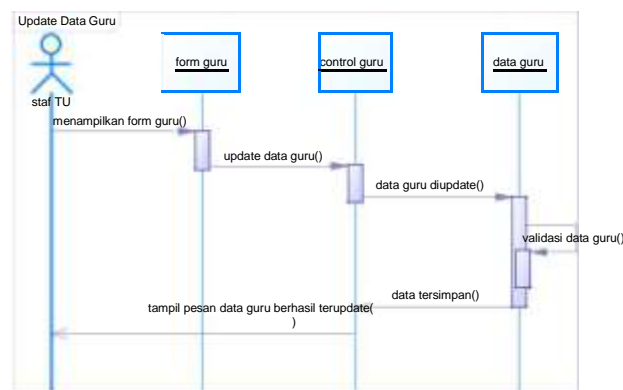 Update Data Guru
form guru
control guru
data guru
staf TU
menampilkan form guru()
update data guru()
data guru diupdate()
validasi data guru()
data tersimpan()
tampil pesan data guru berhasil terupdate(
)